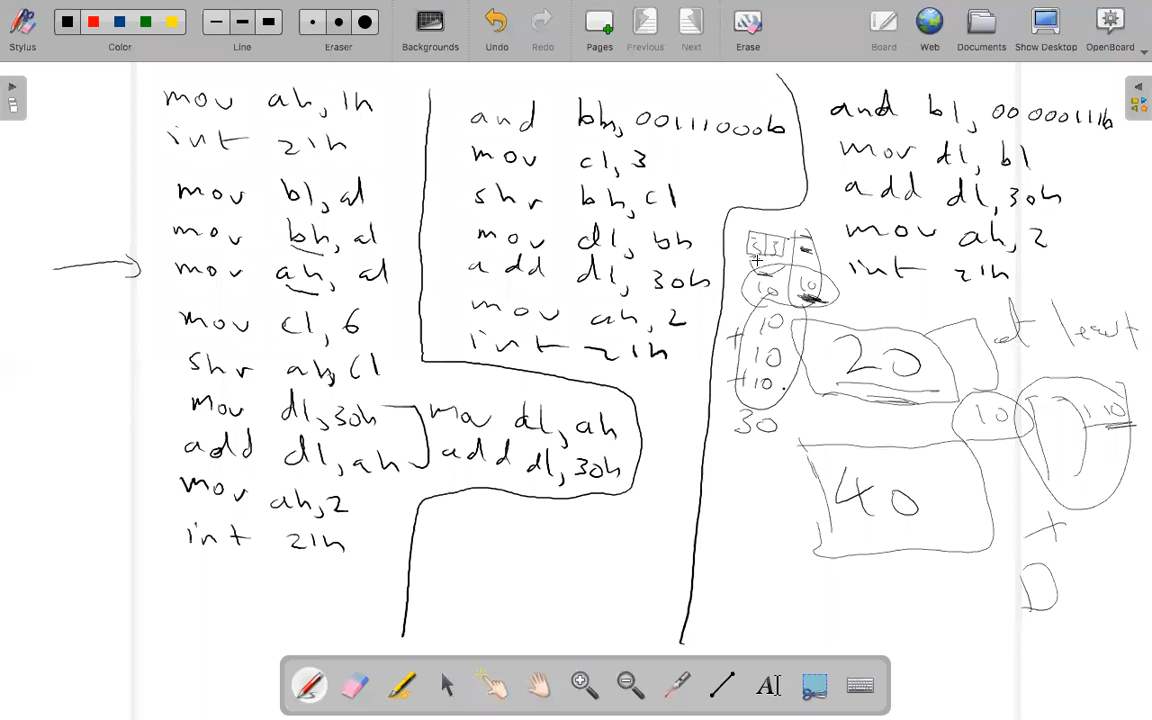 Stylus
Color
Line
Eraser
Backgrounds
Undo
Redo
Pages
Previous
Next
Erase
Board
Web
Documents
Show Desktop
OpenBoard
mov ah, 1h
int 21h
mov bl, al
mov bh, al
mov ah, al
mov cl, 6
shr ah, cl
mov dl, 30h
add dl, ah
mov ah, 2
int 21h
mov dl, ah
add dl, 30h
and bh, 00111000b
mov cl, 3
shr bh, cl
mov dl, bh
add dl, 30h
mov ah, 2
int 21h
and bl, 00000111b
mov dl, bl
add dl, 30h
mov ah, 2
int 21h
10 10
10
+ 10
+ 10
30
20
at least
10
10
40
+